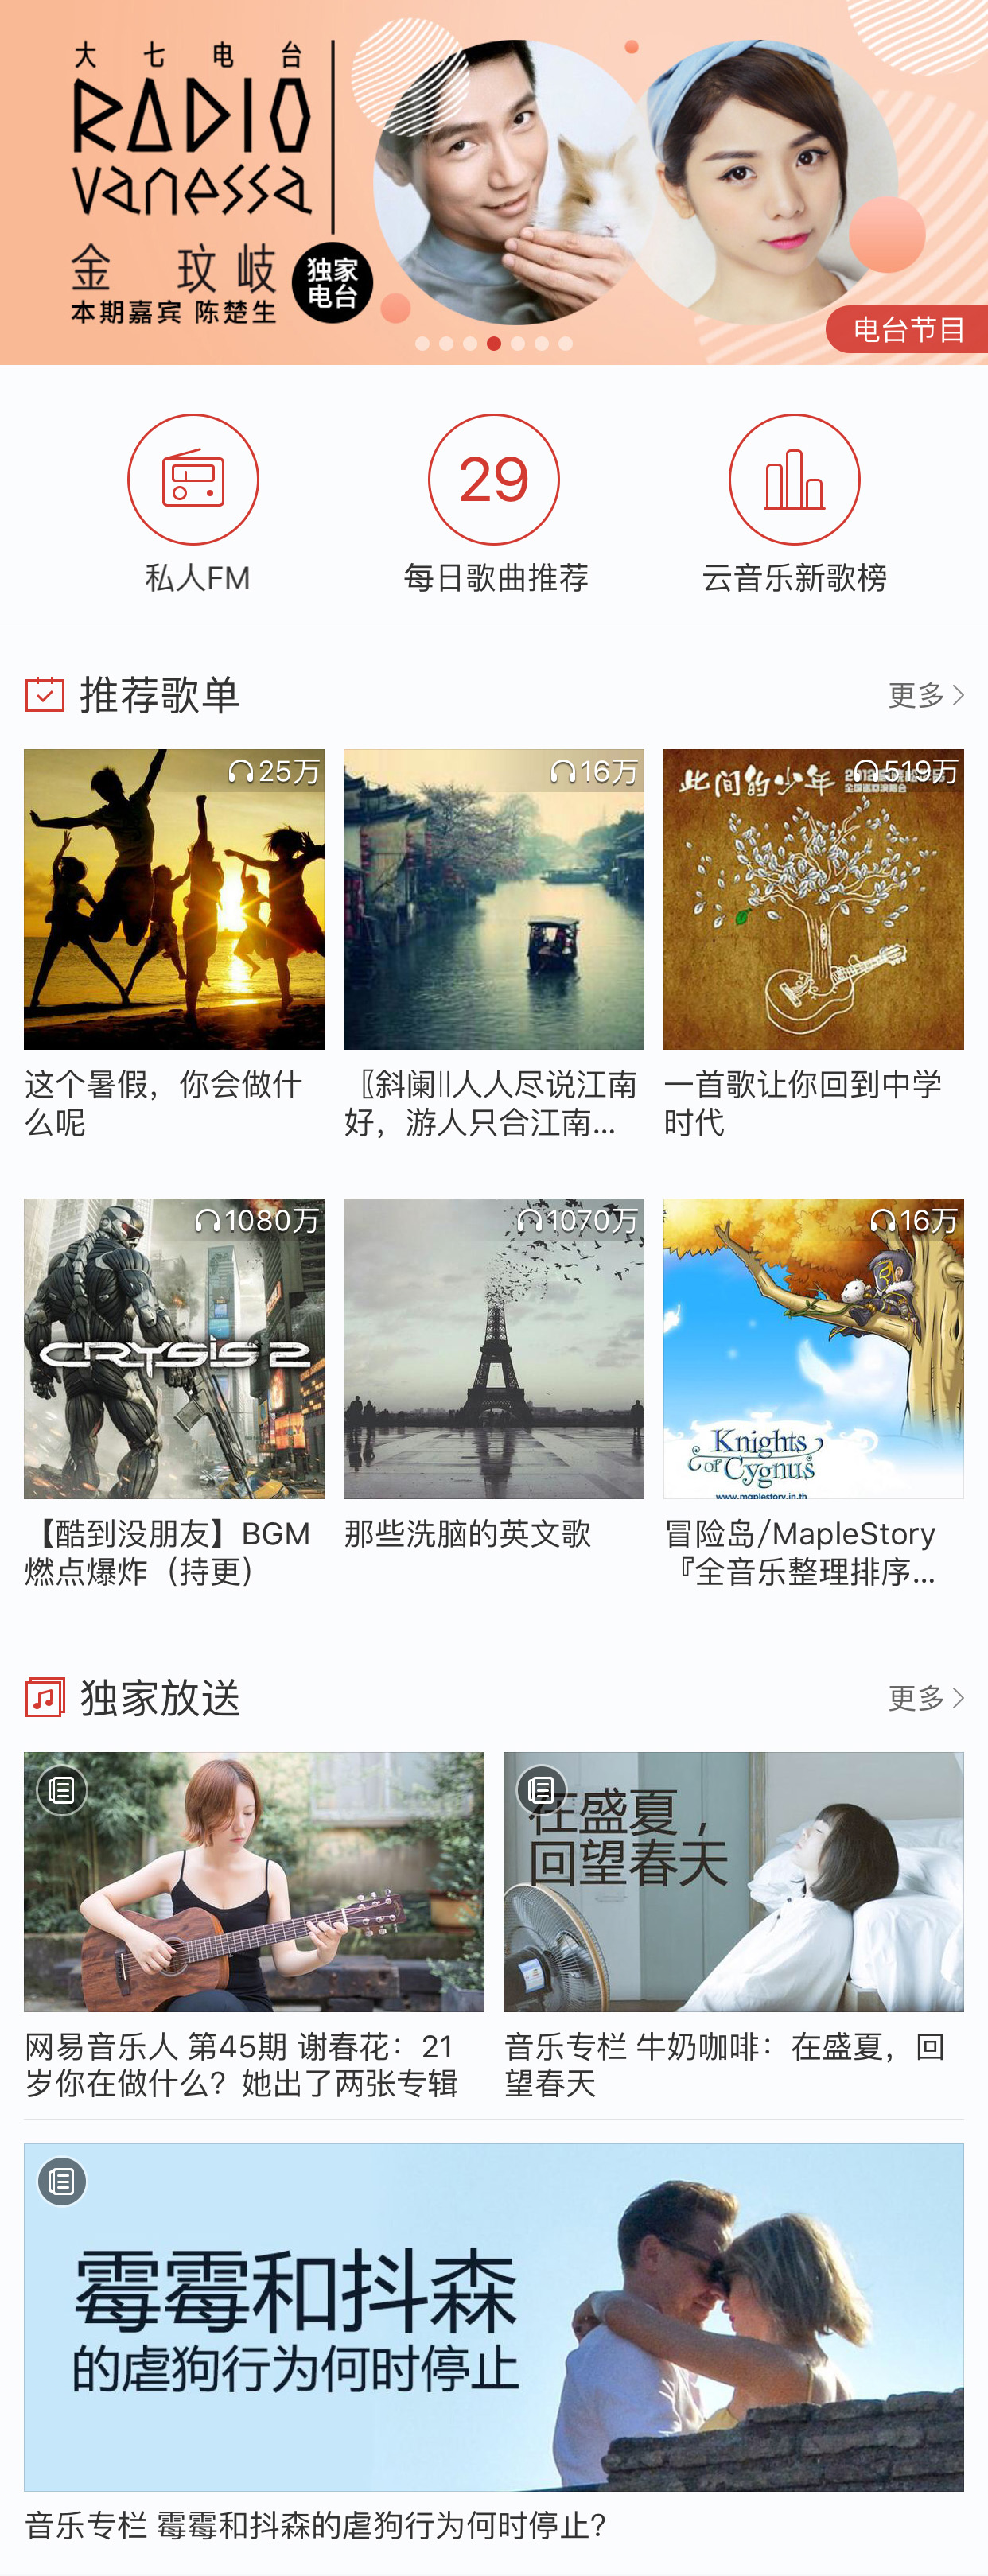 大七电台
RADIO
vanessa
金 玟岐
独家
电台
本期嘉宾 陈楚生
电台节目
29
私人FM
每日歌曲推荐
云音乐新歌榜
推荐歌单
更多
25万
16万
519万
此间的少年
这个暑假，你会做什
么呢
〖斜阑||人人尽说江南
好，游人只合江南...
一首歌让你回到中学
时代
1080万
1070万
16万
CRYSIS 2
Knights
of Cygnus
www.maplestory.in.th
【酷到没朋友】BGM
燃点爆炸（持更）
那些洗脑的英文歌
冒险岛/MapleStory
『全音乐整理排序...
独家放送
更多
在盛夏，
回望春天
网易音乐人 第45期 谢春花：21
岁你在做什么？她出了两张专辑
音乐专栏 牛奶咖啡：在盛夏，回
望春天
霉霉和抖森
的虐狗行为何时停止
音乐专栏 霉霉和抖森的虐狗行为何时停止？